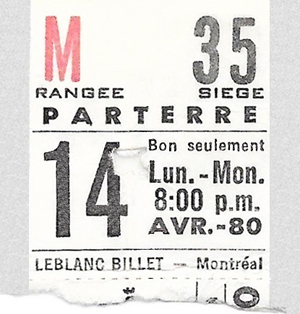 M 35
RANGEE SIEGE
PARTERRE
14
Bon seulement
Lun. - Mon.
8:00 p.m.
AVR.-80
LEBLANC BILLET — Montréal